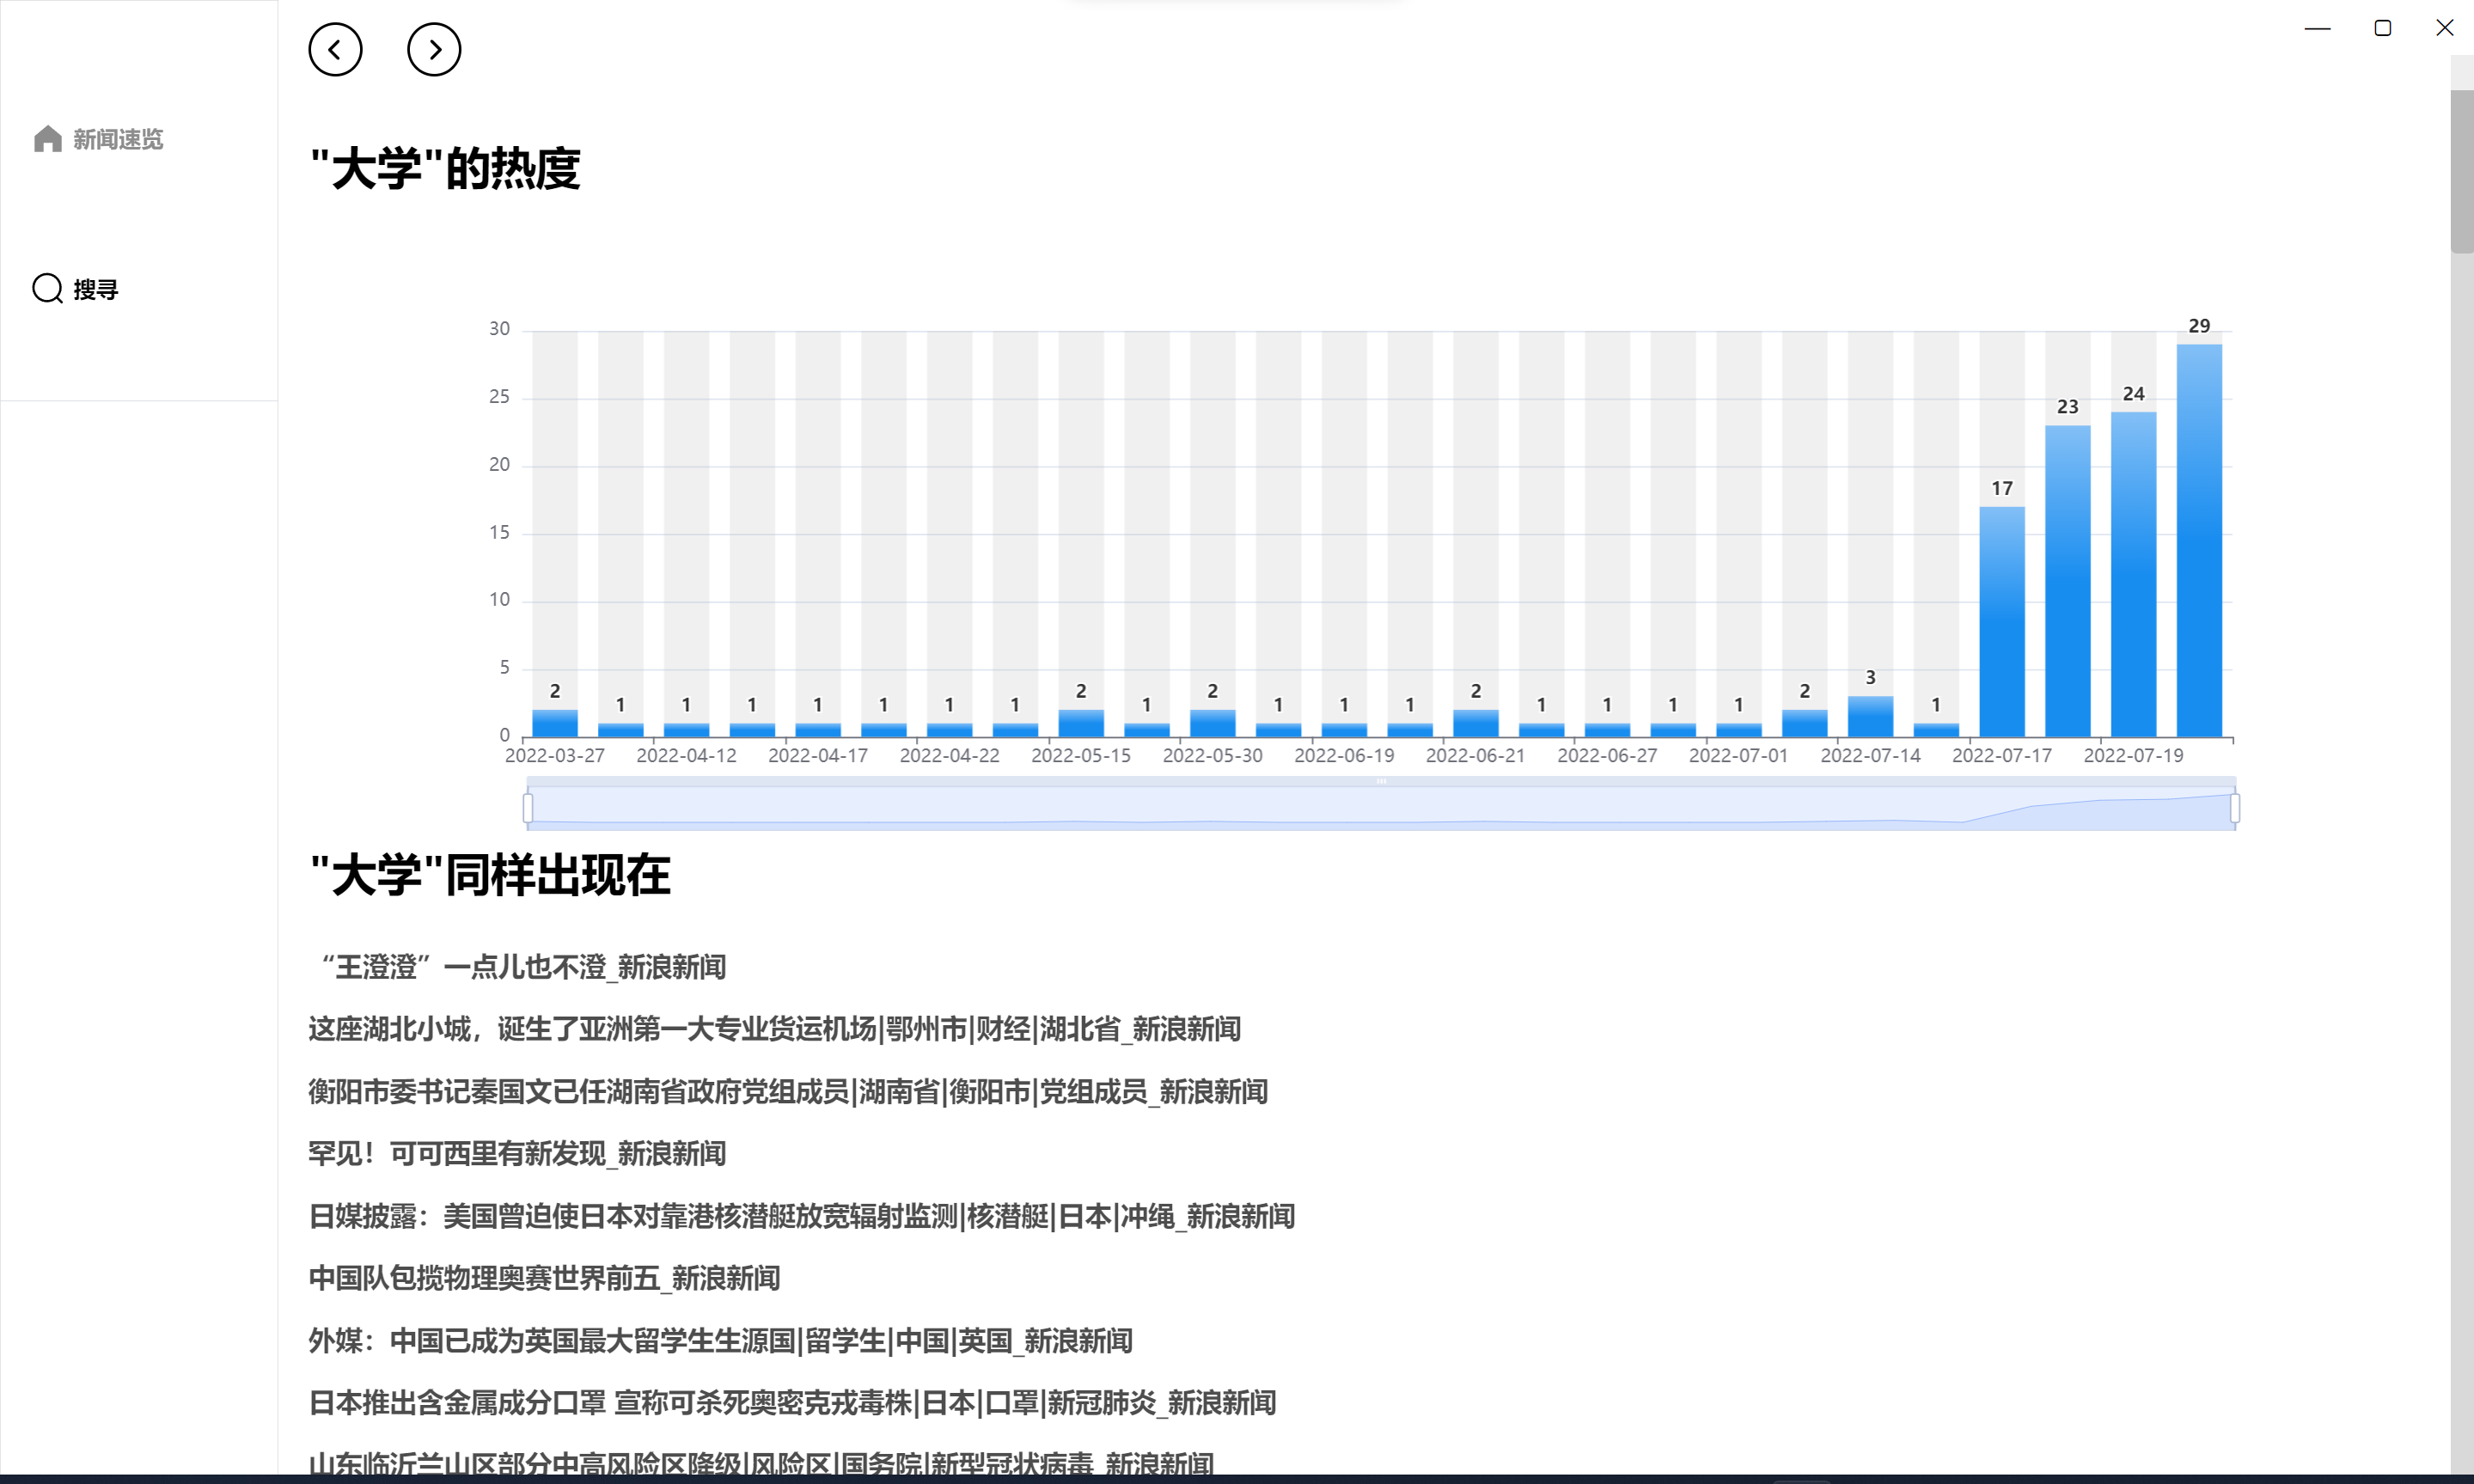 新闻速览
搜寻
"大学"的热度
30
25
20
15
10
5
0
2 1 1 1 1 1 1 1 2 1 2 1 1 1 2 1 1 1 1 2 3 1 17 23 24 29
2022-03-27 2022-04-12 2022-04-17 2022-04-22 2022-05-15 2022-05-30 2022-06-19 2022-06-21 2022-06-27 2022-07-01 2022-07-14 2022-07-17 2022-07-19
"大学"同样出现在
“王澄澄”一点儿也不澄_新浪新闻
这座湖北小城，诞生了亚洲第一大专业货运机场|鄂州市|财经|湖北省_新浪新闻
衡阳市委书记秦国文已任湖南省政府党组成员|湖南省|衡阳市|党组成员_新浪新闻
罕见！可可西里有新发现_新浪新闻
日媒披露：美国曾迫使日本对靠港核潜艇放宽辐射监测|核潜艇|日本|冲绳_新浪新闻
中国队包揽物理奥赛世界前五_新浪新闻
外媒：中国已成为英国最大留学生生源国|留学生|中国|英国_新浪新闻
日本推出含金属成分口罩 宣称可杀死奥密克戎毒株|日本|口罩|新冠肺炎_新浪新闻
山东临沂兰山区部分中高风险区降级|风险区|国务院|新型冠状病毒_新浪新闻